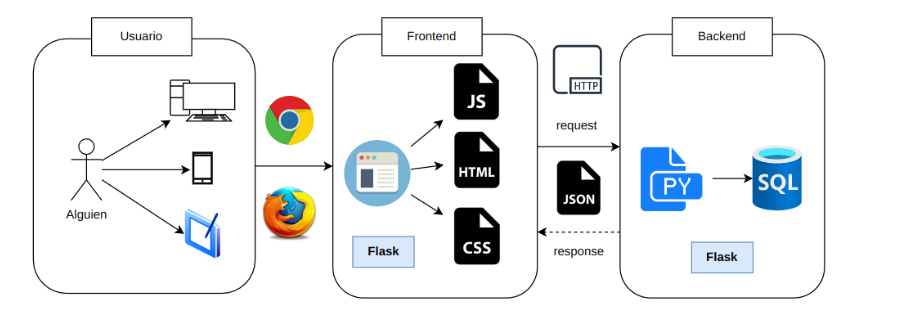 Usuario
Alguien
Frontend
JS
HTML
CSS
Flask
HTTP
request
JSON
response
Backend
PY
SQL
Flask